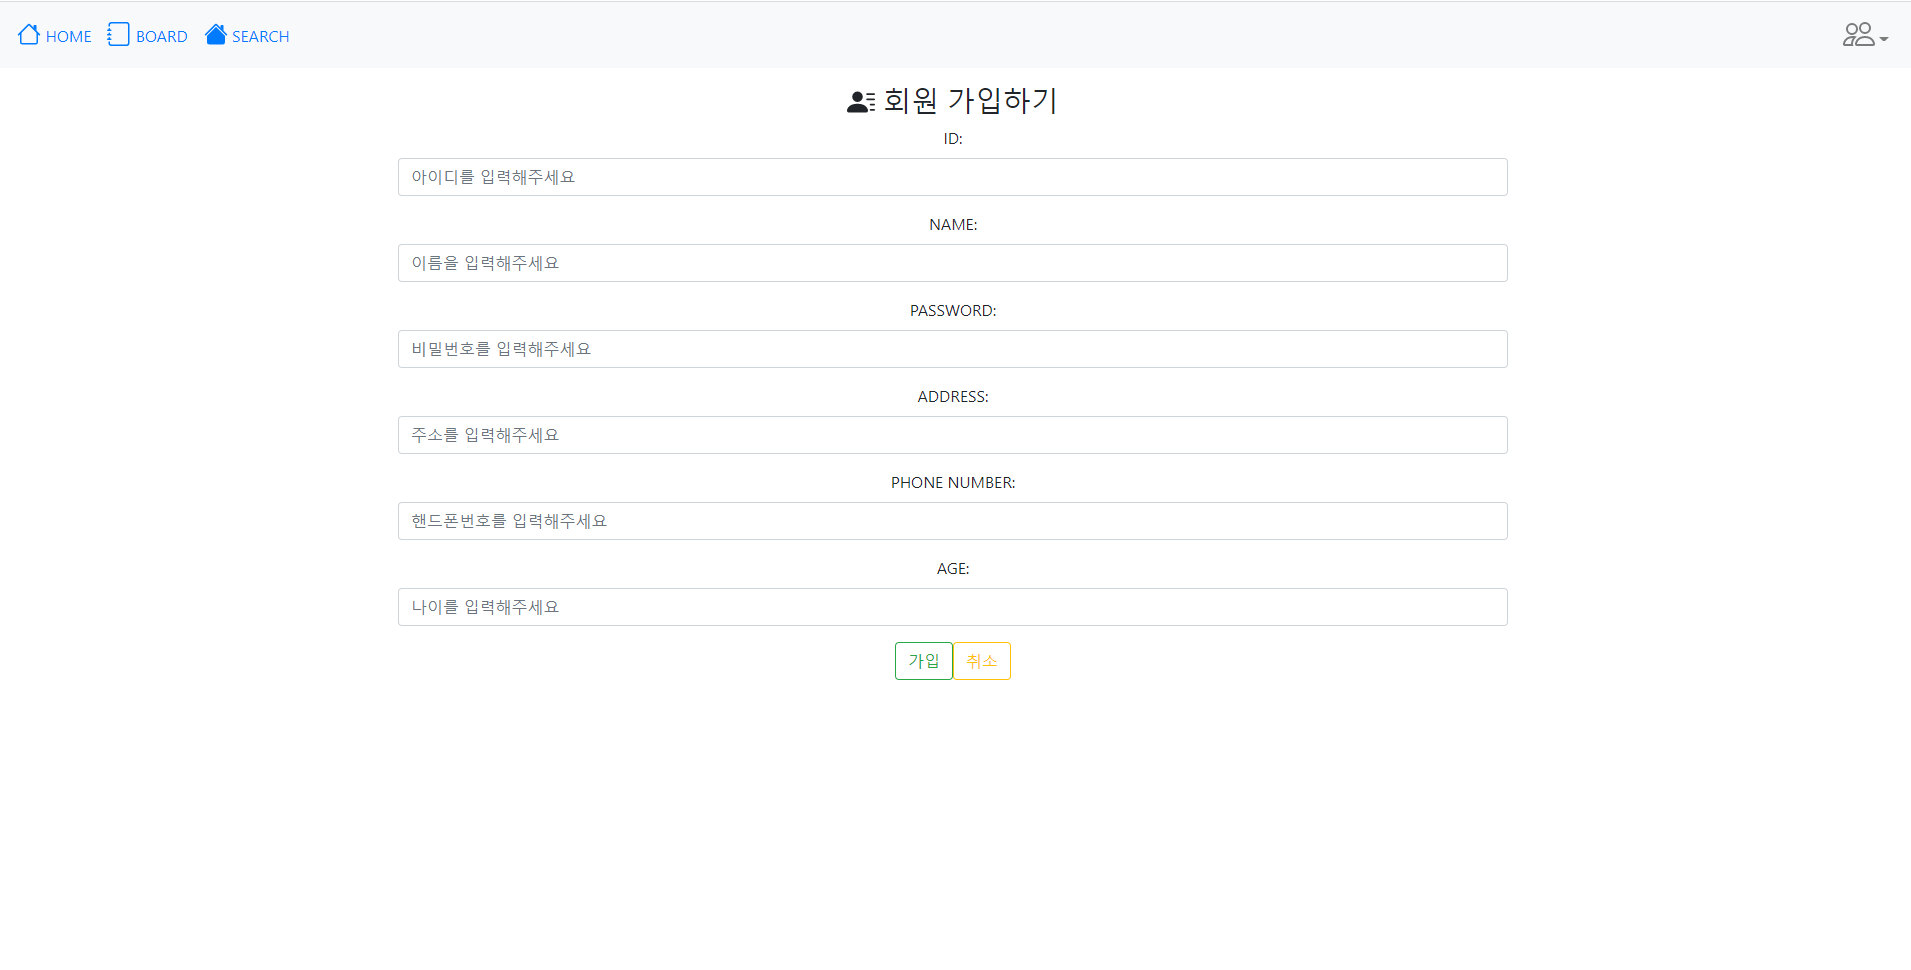 HOME BOARD SEARCH
회원 가입하기
ID:
아이디를 입력해주세요
NAME:
이름을 입력해주세요
PASSWORD:
비밀번호를 입력해주세요
ADDRESS:
주소를 입력해주세요
PHONE NUMBER:
핸드폰번호를 입력해주세요
AGE:
나이를 입력해주세요
가입 취소